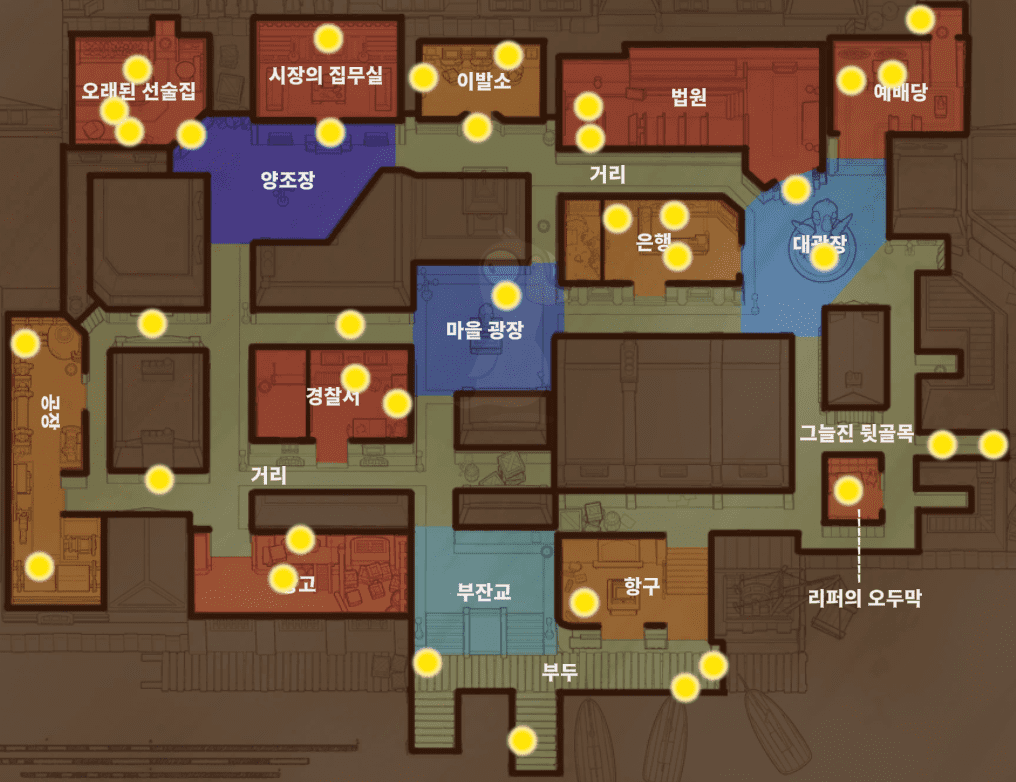 오래된 선술집
시장의 집무실
이발소
법원
예배당
양조장
거리
은행
대광장
마을 광장
공장
경찰서
그늘진 뒷골목
거리
부잔교
항구
리퍼의 오두막
부두